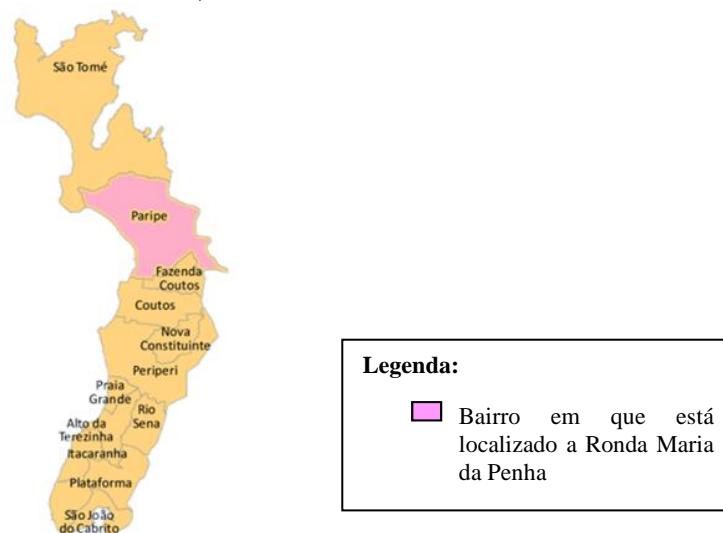 São Tomé
Paripe
Fazenda
Coutos
Coutos
Nova
Constituinte
Periperi
Praia
Grande
Rio
Sena
Alto da
Terezinha
Itacaranha
Plataforma
São João
do Cabrito
Legenda:
Bairro em que está
localizado a Ronda Maria
da Penha